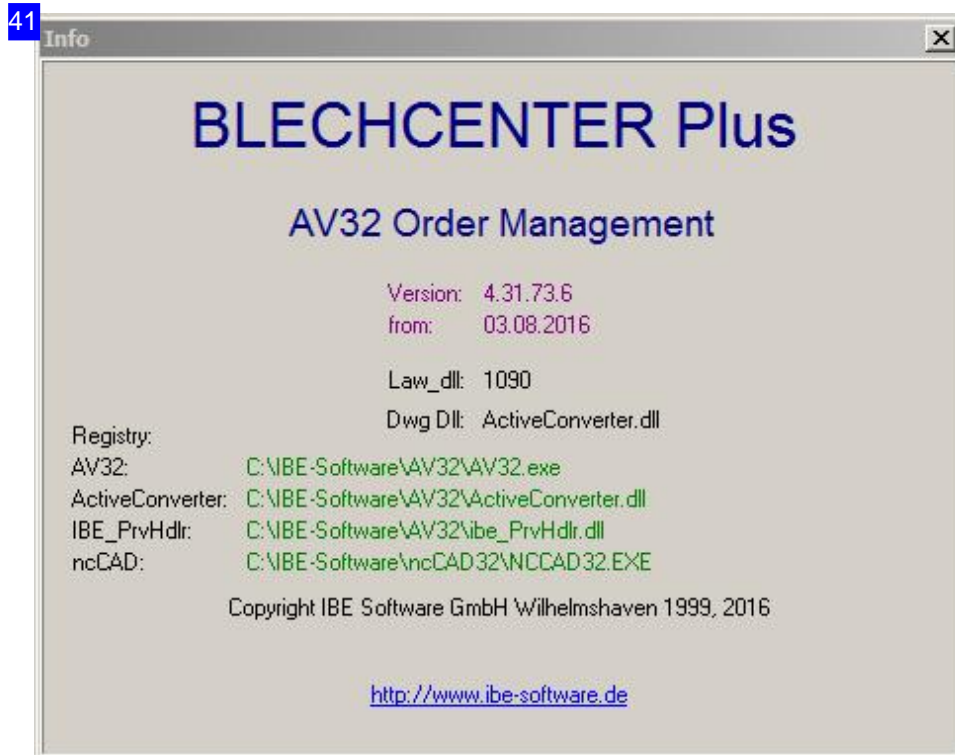 41
Info
BLECHCENTER Plus
AV32 Order Management
Version: 4.31.73.6
from: 03.08.2016
Law_dll: 1090
Dwg Dll: ActiveConverter.dll
Registry:
AV32: C:\IBE-Software\AV32\AV32.exe
ActiveConverter: C:\IBE-Software\AV32\ActiveConverter.dll
IBE_PrvHdlr: C:\IBE-Software\AV32\ibe_PrvHdlr.dll
ncCAD: C:\IBE-Software\ncCAD32\NCCAD32.EXE
Copyright IBE Software GmbH Wilhelmshaven 1999, 2016
http://www.ibe-software.de